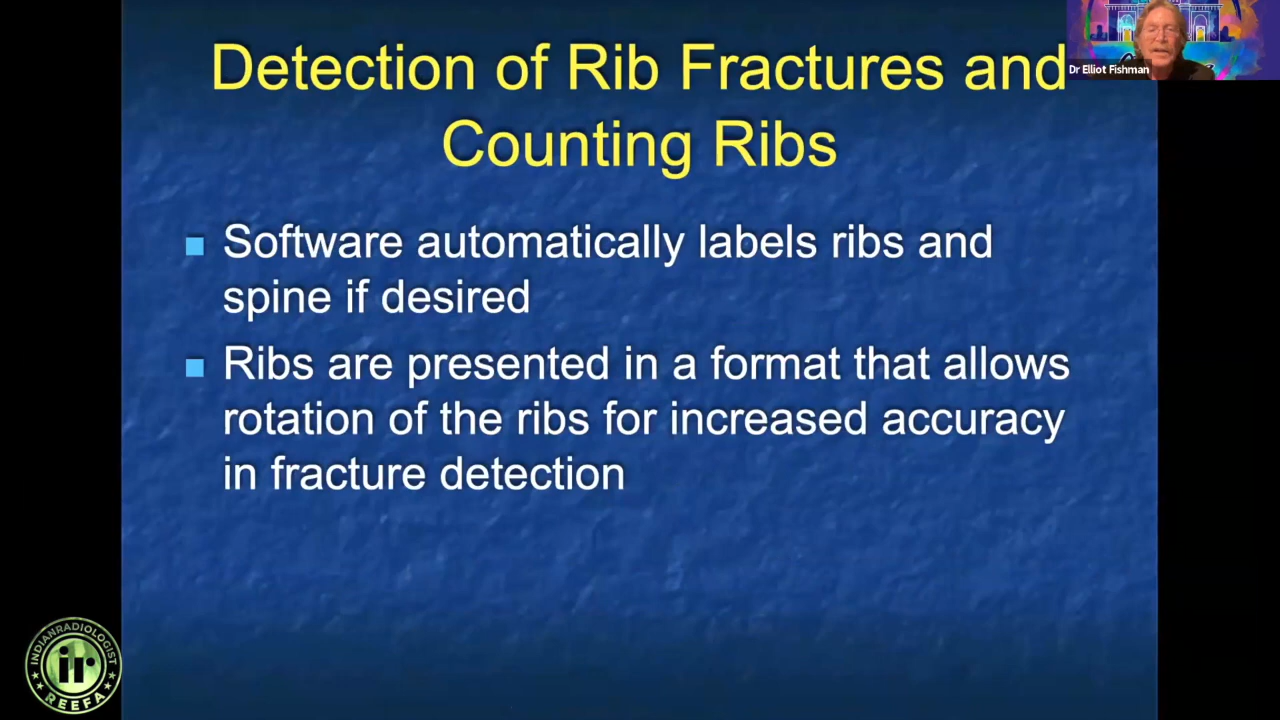 Detection of Rib Fractures and
Counting Ribs
Dr Elliot Fishman
Software automatically labels ribs and
spine if desired
Ribs are presented in a format that allows
rotation of the ribs for increased accuracy
in fracture detection
INDIANRADIOLOGIST
ir
REEFA